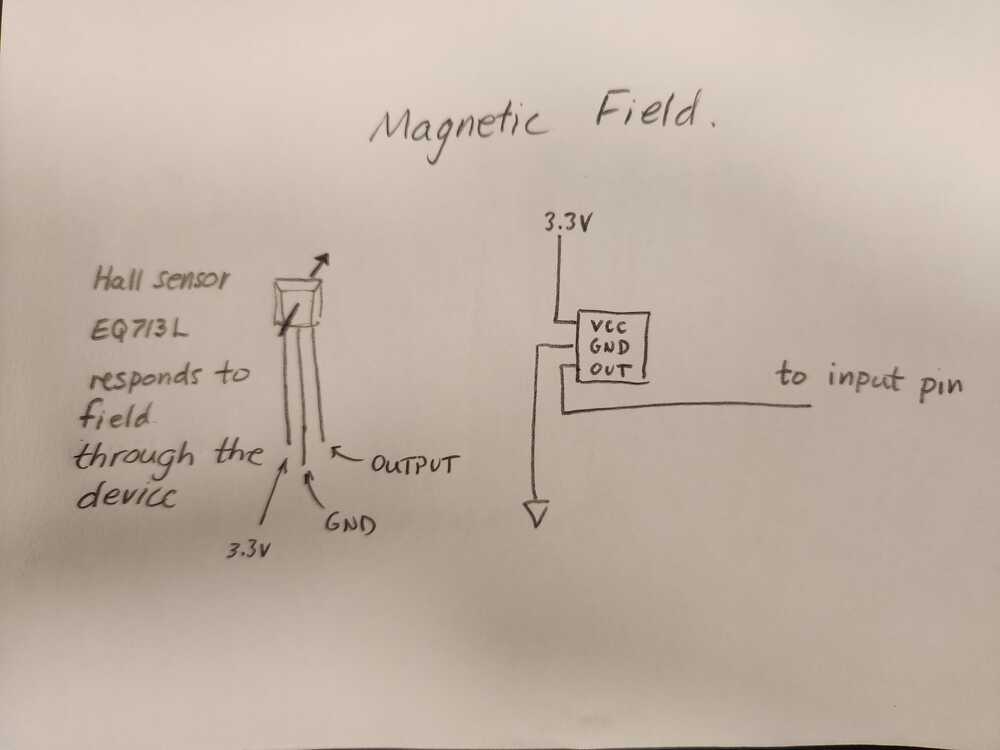 Magnetic Field.
Hall sensor
EQ713L
responds to
field
through the
device
3.3V
GND
OUTPUT
3.3V
VCC
GND
OUT
to input pin